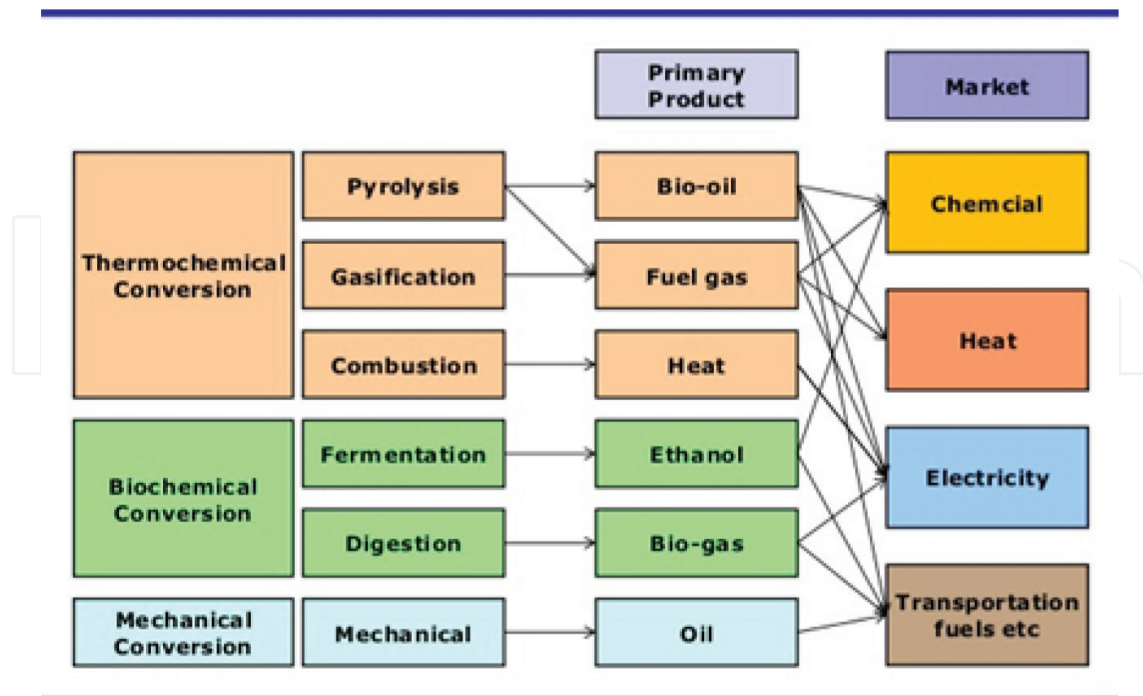 Primary
Product
Market
Thermochemical
Conversion
Pyrolysis
Bio-oil
Chemcial
Gasification
Fuel gas
Heat
Combustion
Heat
Biochemical
Conversion
Fermentation
Ethanol
Electricity
Digestion
Bio-gas
Transportation
fuels etc
Mechanical
Conversion
Mechanical
Oil